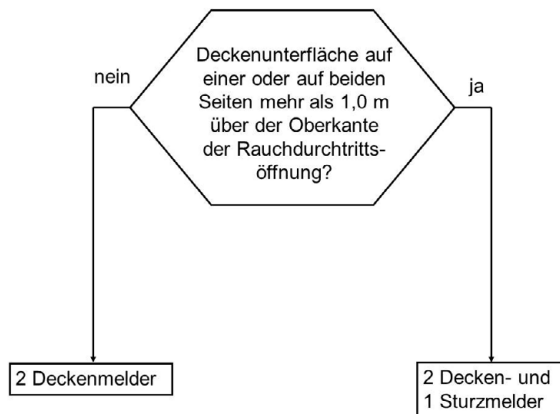 Deckenunterfläche auf
einer oder auf beiden
Seiten mehr als 1,0 m
über der Oberkante
der Rauchdurchtritts-
öffnung?
nein
ja
2 Deckenmelder
2 Decken- und
1 Sturzmelder